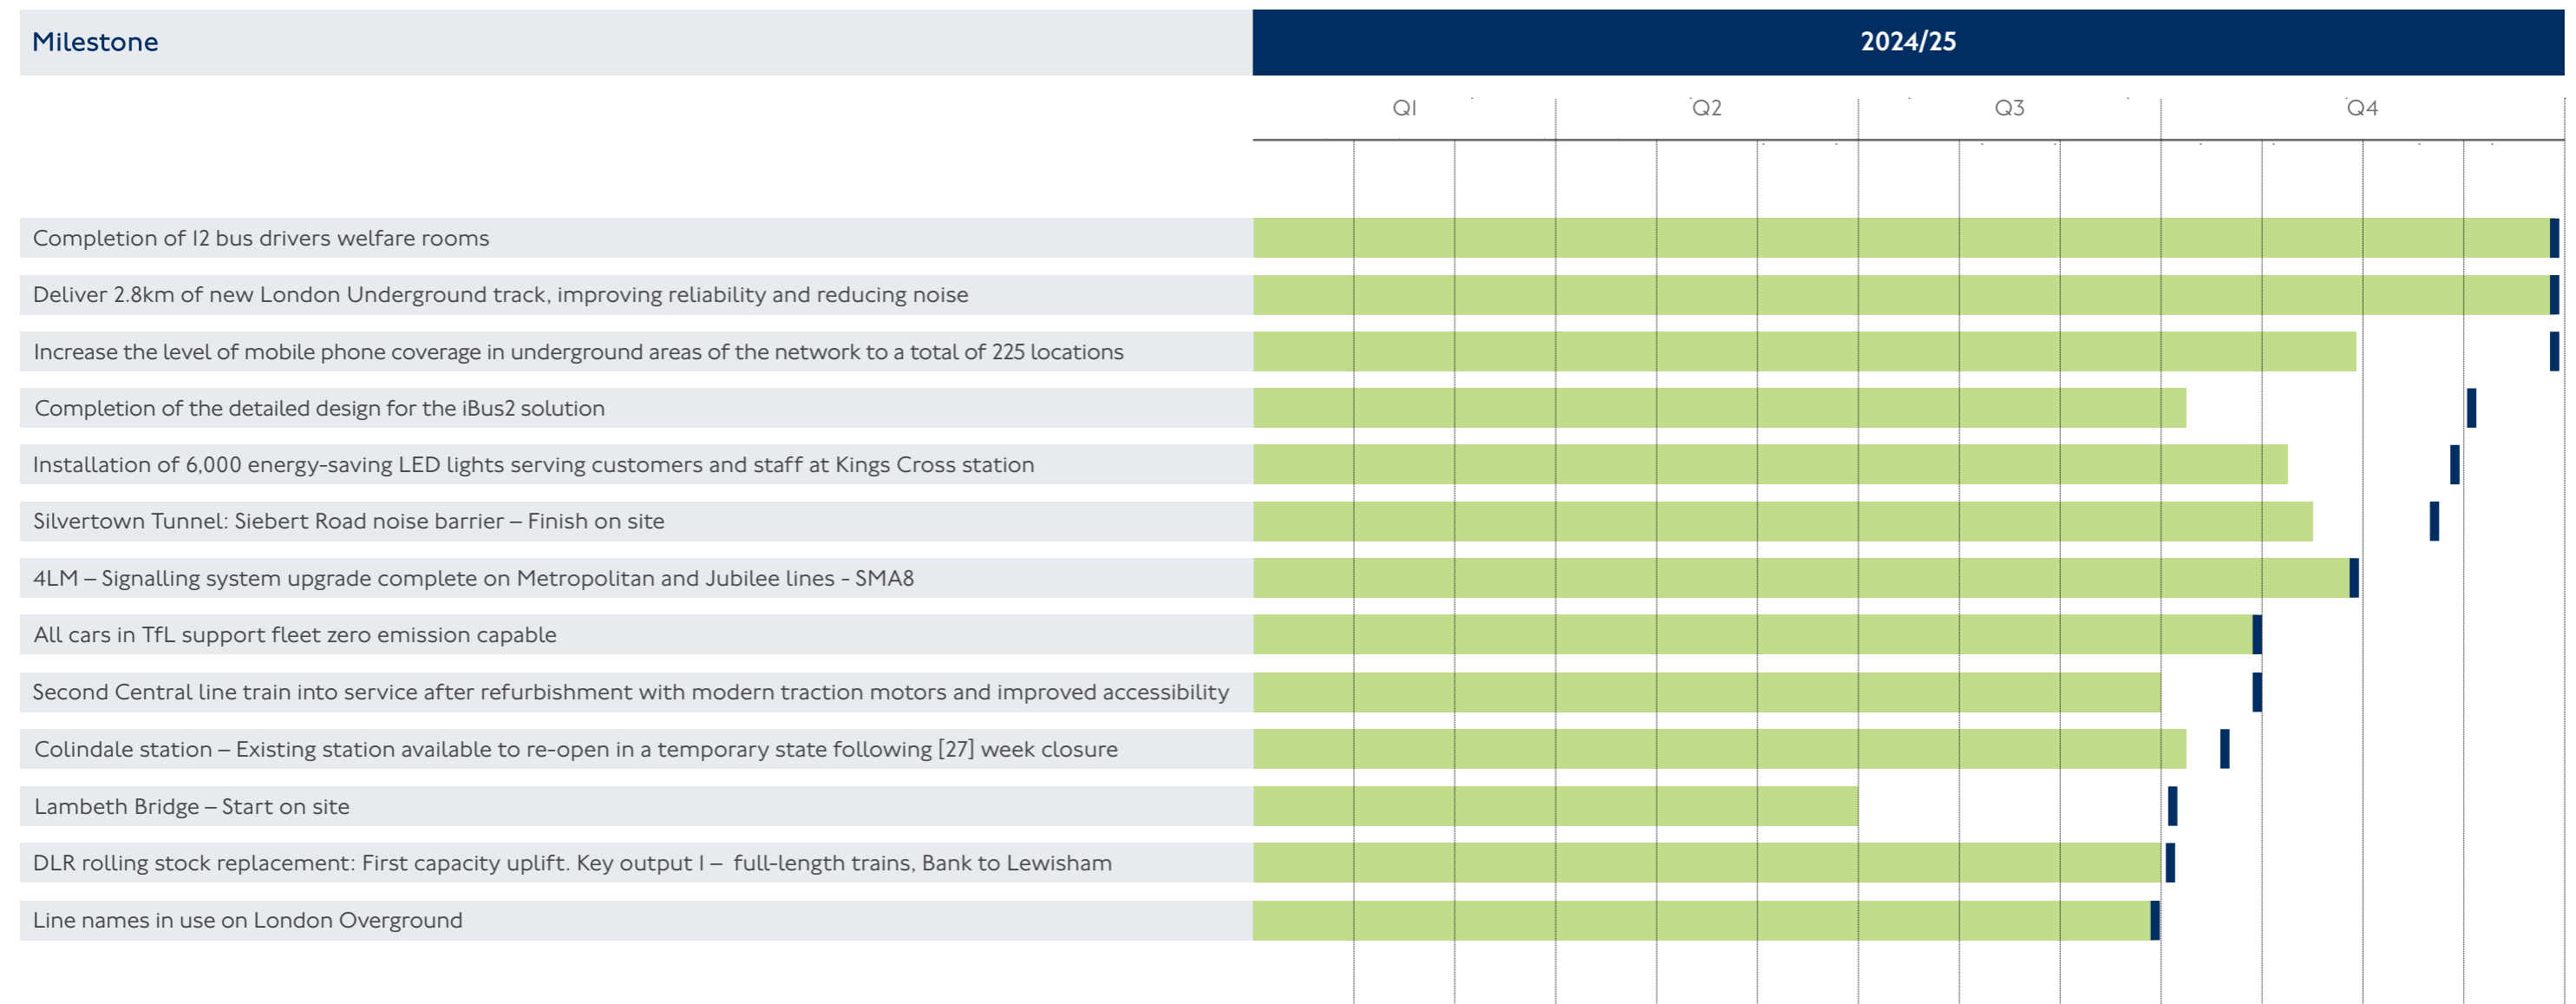 Milestone
2024/25
Q1 Q2 Q3 Q4
Completion of 12 bus drivers welfare rooms
Deliver 2.8km of new London Underground track, improving reliability and reducing noise
Increase the level of mobile phone coverage in underground areas of the network to a total of 225 locations
Completion of the detailed design for the iBus2 solution
Installation of 6,000 energy-saving LED lights serving customers and staff at Kings Cross station
Silvertown Tunnel: Siebert Road noise barrier – Finish on site
4LM – Signalling system upgrade complete on Metropolitan and Jubilee lines - SMA8
All cars in TfL support fleet zero emission capable
Second Central line train into service after refurbishment with modern traction motors and improved accessibility
Colindale station – Existing station available to re-open in a temporary state following [27] week closure
Lambeth Bridge – Start on site
DLR rolling stock replacement: First capacity uplift. Key output 1 – full-length trains, Bank to Lewisham
Line names in use on London Overground